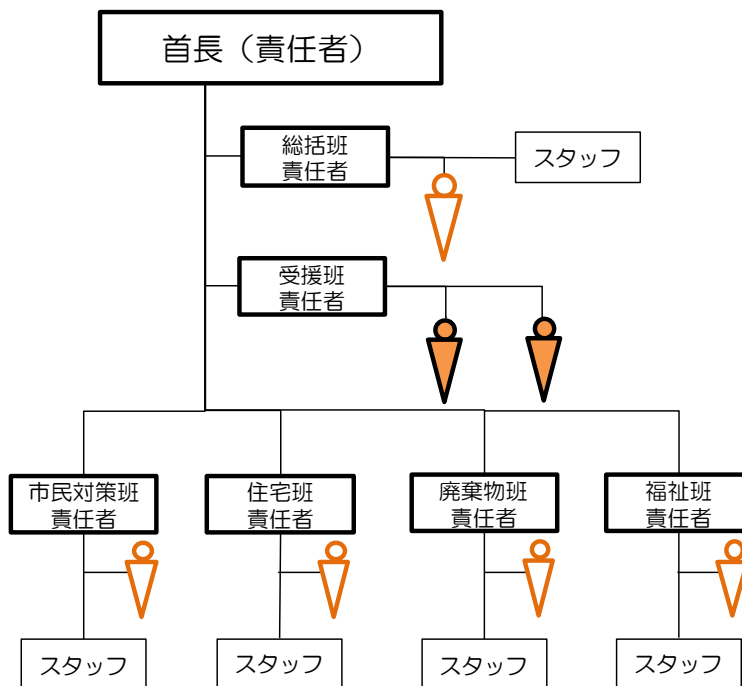 首長（責任者）
総括班
責任者
スタッフ
受援班
責任者
市民対策班
責任者
住宅班
責任者
廃棄物班
責任者
福祉班
責任者
スタッフ
スタッフ
スタッフ
スタッフ